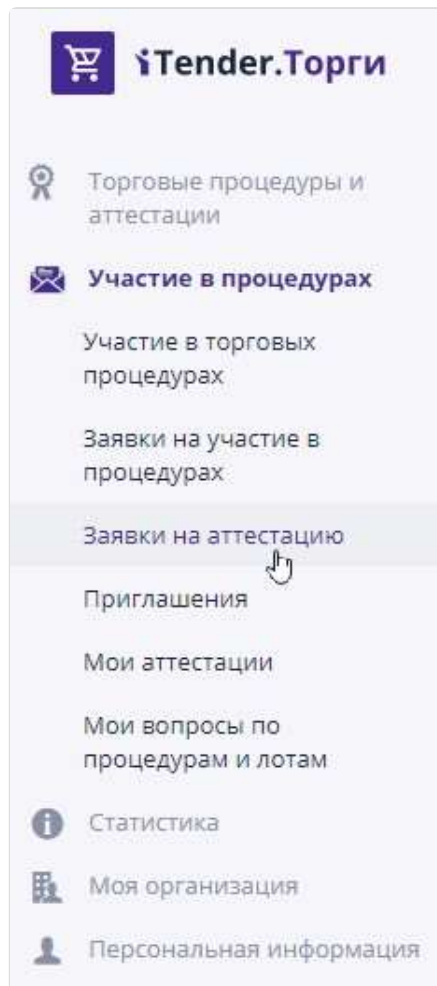 iTender.Торги
Торговые процедуры и
аттестации
Участие в процедурах
Участие в торговых
процедурах
Заявки на участие в
процедурах
Заявки на аттестацию
Приглашения
Мои аттестации
Мои вопросы по
процедурам и лотам
Статистика
Моя организация
Персональная информация